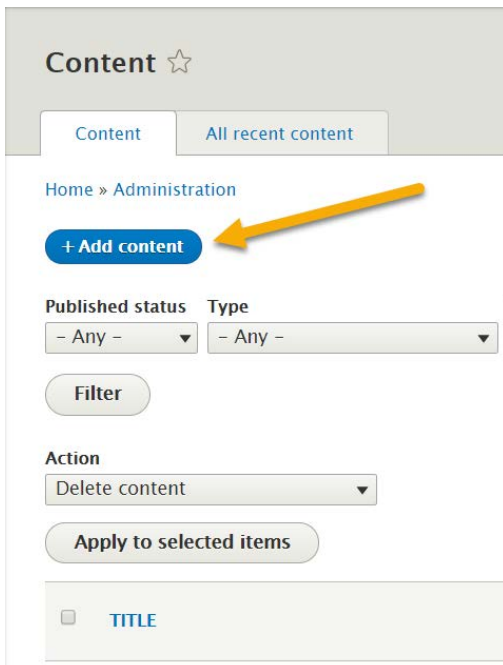 Content
Content All recent content
Home » Administration
+ Add content
Published status Type
– Any – – Any –
Filter
Action
Delete content
Apply to selected items
TITLE